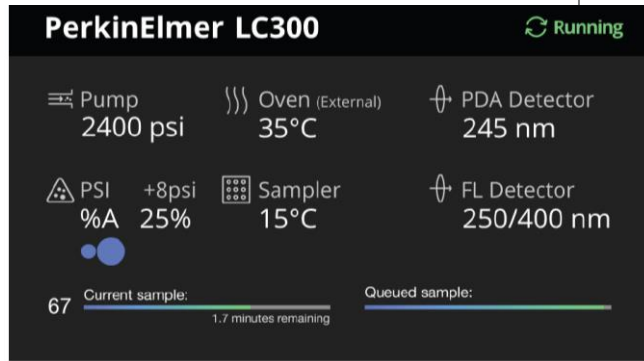 PerkinElmer LC300
Running
Pump
2400 psi
Oven (External)
35°C
PDA Detector
245 nm
PSI +8psi
%A 25%
Sampler
15°C
FL Detector
250/400 nm
67
Current sample:
1.7 minutes remaining
Queued sample: